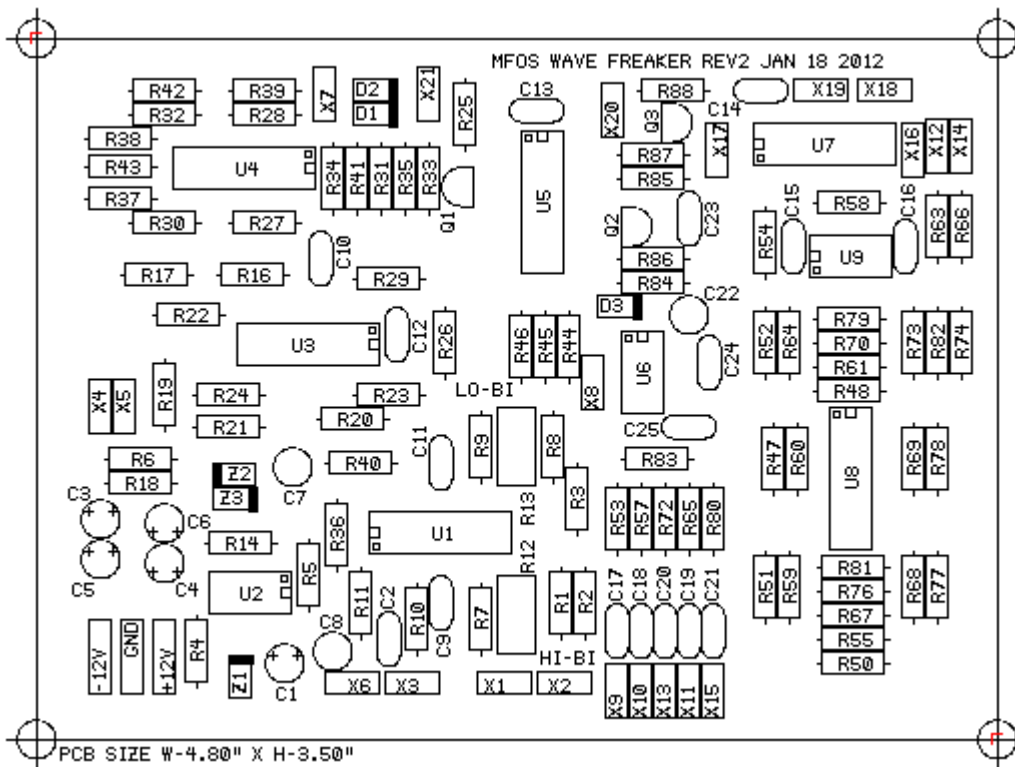 MFOS WAVE FREAKER REV2 JAN 18 2012
R42 R39 X7 D2 X21 R25 C13 X20 R88 C14 X19 X18
R32 R28 D1 Q3 X17 U7 X16 X12 X14
R38
R43 U4 R34 R41 R31 R35 R33 U5 R87
R37 Q1 R85
R30 R27 Q2 C23 R54 C15 R58 C16 R63 R66
C10 R86 U9
R17 R16 R29 R84
R22 D3 C22
U3 C12 R26 R46 R45 R44 U6 C24 R52 R64 R79 R73 R82 R74
R70
R61
X4 X5 R19 R24 R23 LO-BI X8 R48
R21 R20 C11 R9 R8 C25
R6 Z2 C7 R40 R83 R47 R60 U8 R69 R78
R18 Z3 R13 R3
C3 C6 R36 U1 R53 R57 R72 R65 R80
R14 R12
C5 C4 U2 R5 R11 C2 R10 C9 R7 R1 R2 C17 C18 C20 C19 C21 R51 R59 R81 R68 R77
R76
R67
-12V GND +12V R4 C8 R55
Z1 C1 HI-BI R50
X6 X3 X1 X2 X9 X10 X13 X11 X15
PCB SIZE W-4.80" X H-3.50"